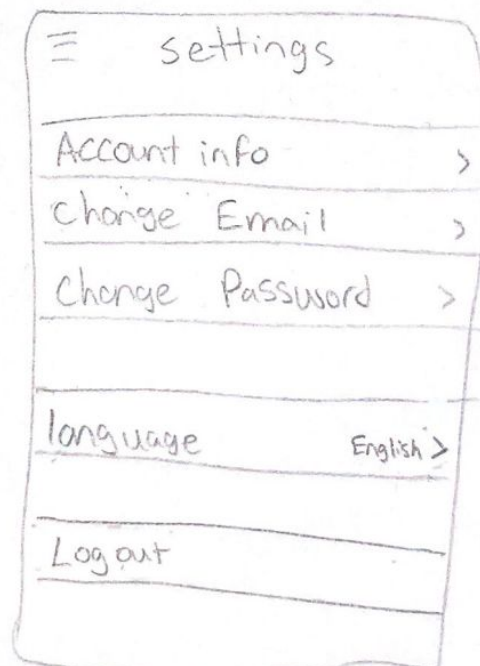 settings
Account info >
Change Email >
Change Password >
language English >
Log out